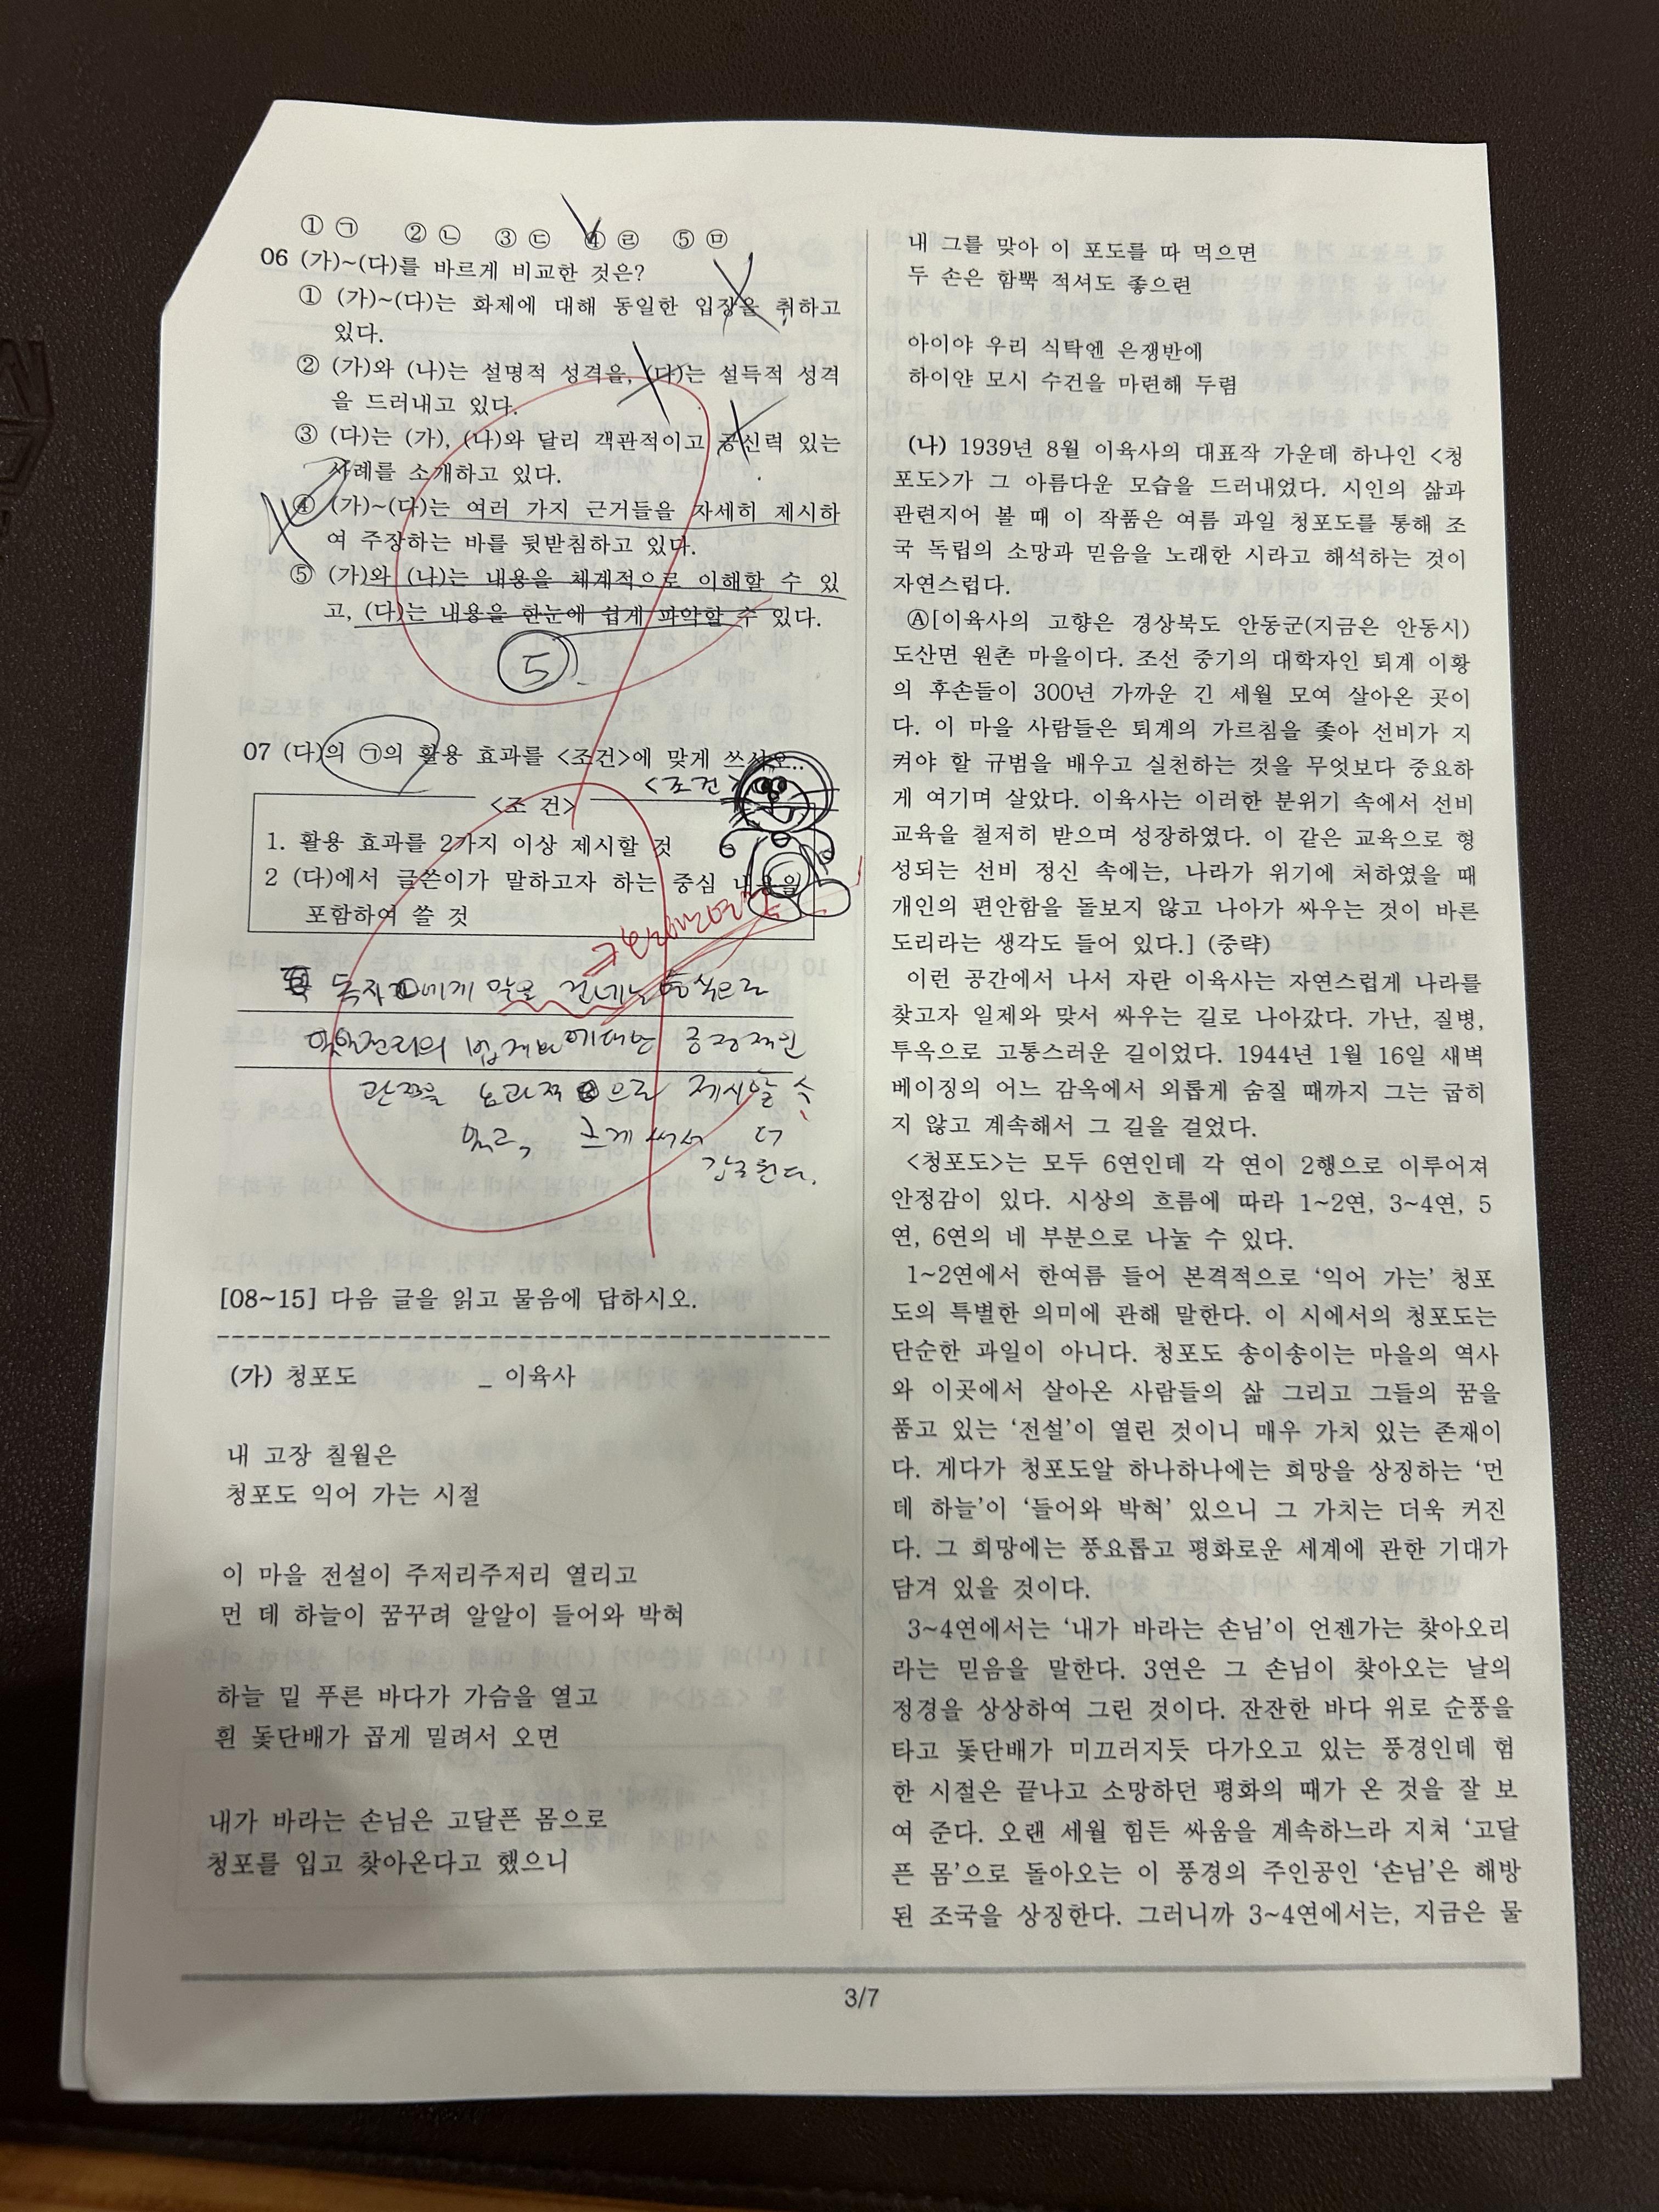 ① ㉠ ② ㉡ ③ ㉢ ④ ㉣ ⑤ ㉤
06 (가)~(다)를 바르게 비교한 것은?
① (가)~(다)는 화제에 대해 동일한 입장을 취하고
있다.
② (가)와 (나)는 설명적 성격을, (다)는 설득적 성격
을 드러내고 있다.
③ (다)는 (가), (나)와 달리 객관적이고 공신력 있는
사례를 소개하고 있다.
④ (가)~(다)는 여러 가지 근거들을 자세히 제시하
여 주장하는 바를 뒷받침하고 있다.
⑤ (가)와 (나)는 내용을 체계적으로 이해할 수 있
고, (다)는 내용을 한눈에 쉽게 파악할 수 있다.
⑤
07 (다)의 ㉠의 활용 효과를 <조건>에 맞게 쓰시오..
<조건>
<조 건>
1. 활용 효과를 2가지 이상 제시할 것
2 (다)에서 글쓴이가 말하고자 하는 중심 내용을
포함하여 쓸 것
독자에게 말을 건네는 형식으로
잊힐 권리의 법제화에 대한 긍정적인
관점을 효과적으로 제시할 수
있고, 크게 써서 더
강조된다.
[08~15] 다음 글을 읽고 물음에 답하시오.
(가) 청포도 _ 이육사
내 고장 칠월은
청포도 익어 가는 시절
이 마을 전설이 주저리주저리 열리고
먼 데 하늘이 꿈꾸려 알알이 들어와 박혀
하늘 밑 푸른 바다가 가슴을 열고
흰 돛단배가 곱게 밀려서 오면
내가 바라는 손님은 고달픈 몸으로
청포를 입고 찾아온다고 했으니
내 그를 맞아 이 포도를 따 먹으면
두 손은 함뿍 적셔도 좋으련
아이야 우리 식탁엔 은쟁반에
하이얀 모시 수건을 마련해 두렴
(나) 1939년 8월 이육사의 대표작 가운데 하나인 <청
포도>가 그 아름다운 모습을 드러내었다. 시인의 삶과
관련지어 볼 때 이 작품은 여름 과일 청포도를 통해 조
국 독립의 소망과 믿음을 노래한 시라고 해석하는 것이
자연스럽다.
Ⓐ[이육사의 고향은 경상북도 안동군(지금은 안동시)
도산면 원촌 마을이다. 조선 중기의 대학자인 퇴계 이황
의 후손들이 300년 가까운 긴 세월 모여 살아온 곳이
다. 이 마을 사람들은 퇴계의 가르침을 좇아 선비가 지
켜야 할 규범을 배우고 실천하는 것을 무엇보다 중요하
게 여기며 살았다. 이육사는 이러한 분위기 속에서 선비
교육을 철저히 받으며 성장하였다. 이 같은 교육으로 형
성되는 선비 정신 속에는, 나라가 위기에 처하였을 때
개인의 편안함을 돌보지 않고 나아가 싸우는 것이 바른
도리라는 생각도 들어 있다.] (중략)
이런 공간에서 나서 자란 이육사는 자연스럽게 나라를
찾고자 일제와 맞서 싸우는 길로 나아갔다. 가난, 질병,
투옥으로 고통스러운 길이었다. 1944년 1월 16일 새벽
베이징의 어느 감옥에서 외롭게 숨질 때까지 그는 굽히
지 않고 계속해서 그 길을 걸었다.
<청포도>는 모두 6연인데 각 연이 2행으로 이루어져
안정감이 있다. 시상의 흐름에 따라 1~2연, 3~4연, 5
연, 6연의 네 부분으로 나눌 수 있다.
1~2연에서 한여름 들어 본격적으로 ‘익어 가는’ 청포
도의 특별한 의미에 관해 말한다. 이 시에서의 청포도는
단순한 과일이 아니다. 청포도 송이송이는 마을의 역사
와 이곳에서 살아온 사람들의 삶 그리고 그들의 꿈을
품고 있는 ‘전설’이 열린 것이니 매우 가치 있는 존재이
다. 게다가 청포도알 하나하나에는 희망을 상징하는 ‘먼
데 하늘’이 ‘들어와 박혀’ 있으니 그 가치는 더욱 커진
다. 그 희망에는 풍요롭고 평화로운 세계에 관한 기대가
담겨 있을 것이다.
3~4연에서는 ‘내가 바라는 손님’이 언젠가는 찾아오리
라는 믿음을 말한다. 3연은 그 손님이 찾아오는 날의
정경을 상상하여 그린 것이다. 잔잔한 바다 위로 순풍을
타고 돛단배가 미끄러지듯 다가오고 있는 풍경인데 험
한 시절은 끝나고 소망하던 평화의 때가 온 것을 잘 보
여 준다. 오랜 세월 힘든 싸움을 계속하느라 지쳐 ‘고달
픈 몸’으로 돌아오는 이 풍경의 주인공인 ‘손님’은 해방
된 조국을 상징한다. 그러니까 3~4연에서는, 지금은 물
3/7